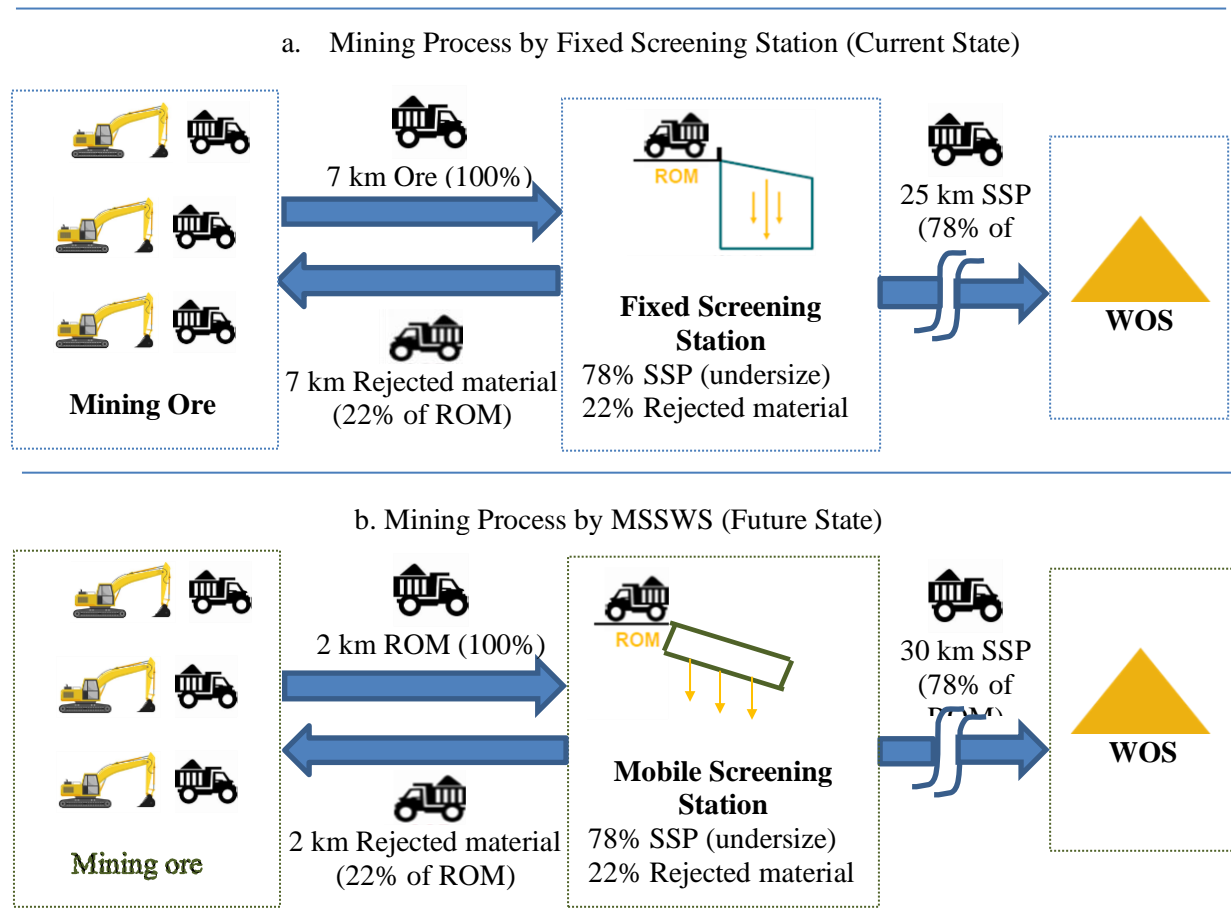 a. Mining Process by Fixed Screening Station (Current State)
7 km Ore (100%)
ROM
25 km SSP
(78% of
Fixed Screening
Station
WOS
7 km Rejected material
(22% of ROM)
78% SSP (undersize)
22% Rejected material
Mining Ore
b. Mining Process by MSSWS (Future State)
2 km ROM (100%)
ROM
30 km SSP
(78% of
ROM)
Mobile Screening
Station
WOS
2 km Rejected material
(22% of ROM)
78% SSP (undersize)
22% Rejected material
Mining ore